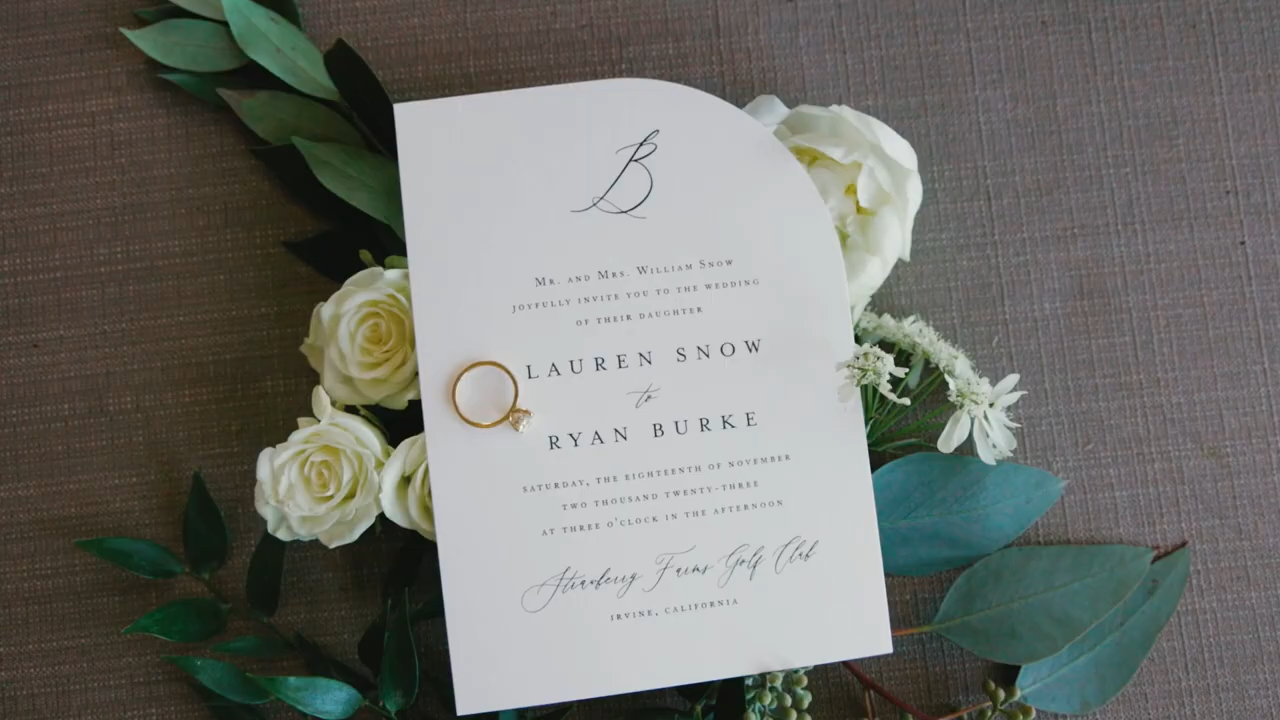 B
Mr. and Mrs. William Snow
joyfully invite you to the wedding
of their daughter
LAUREN SNOW
to
RYAN BURKE
saturday, the eighteenth of november
two thousand twenty-three
at three o'clock in the afternoon
Strawberry Farms Golf Club
irvine, california